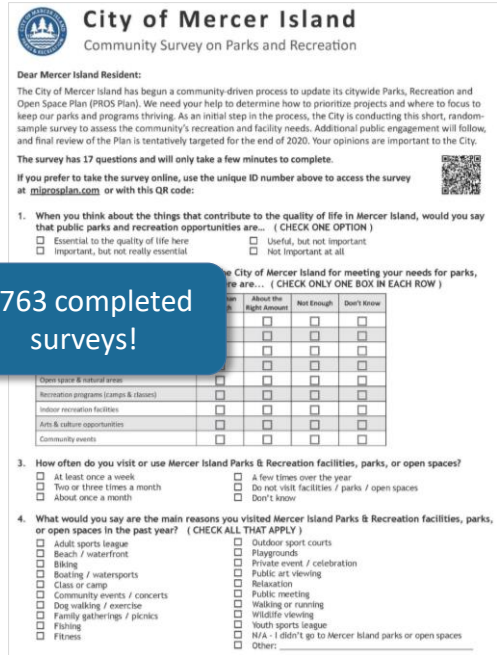 City of Mercer Island
Community Survey on Parks and Recreation
Dear Mercer Island Resident:
The City of Mercer Island has begun a community-driven process to update its citywide Parks, Recreation and
Open Space Plan (PROS Plan). We need your help to determine how to prioritize projects and where to focus to
keep our parks and programs thriving. As an initial step in the process, the City is conducting this short, random-
sample survey to assess the community's recreation and facility needs. Additional public engagement will follow,
and final review of the Plan is tentatively targeted for the end of 2020. Your opinions are important to the City.
The survey has 17 questions and will only take a few minutes to complete.
If you prefer to take the survey online, use the unique ID number above to access the survey
at miprosplan.com or with this QR code:
1. When you think about the things that contribute to the quality of life in Mercer Island, would you say
that public parks and recreation opportunities are... ( CHECK ONE OPTION )
Essential to the quality of life here
Useful, but not important
Important, but not really essential
Not important at all
City of Mercer Island for meeting your needs for parks,
are... ( CHECK ONLY ONE BOX IN EACH ROW )
763 completed
surveys!
About the
Right Amount
Not Enough
Don't Know
Open space & natural areas
Recreation programs (camps & classes)
Indoor recreation facilities
Arts & culture opportunities
Community events
3. How often do you visit or use Mercer Island Parks & Recreation facilities, parks, or open spaces?
At least once a week
A few times over the year
Two or three times a month
Do not visit facilities / parks / open spaces
About once a month
Don't know
4. What would you say are the main reasons you visited Mercer Island Parks & Recreation facilities, parks,
or open spaces in the past year? ( CHECK ALL THAT APPLY )
Adult sports league
Beach / waterfront
Biking
Boating / watersports
Class or camp
Community events / concerts
Dog walking / exercise
Family gatherings / picnics
Fishing
Fitness
Outdoor sport courts
Playgrounds
Private event / celebration
Public art viewing
Relaxation
Public meeting
Walking or running
Wildlife viewing
Youth sports league
N/A - I didn't go to Mercer Island parks or open spaces
Other: